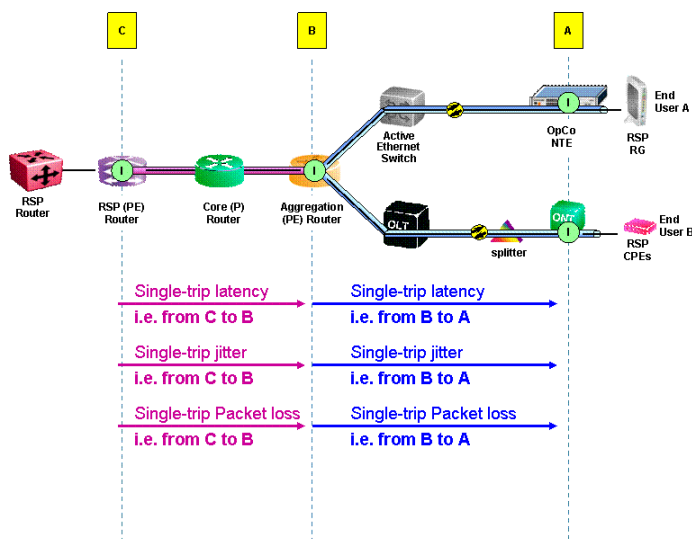 C
B
A
I
I
I
I
End
User A
Active
Ethernet
Switch
OpCo
NTE
RSP
RG
RSP
Router
RSP (PE)
Router
Core (P)
Router
Aggregation
(PE) Router
OLT
splitter
ONT
End
User B
RSP
CPEs
Single-trip latency
i.e. from C to B
Single-trip latency
i.e. from B to A
Single-trip jitter
i.e. from C to B
Single-trip jitter
i.e. from B to A
Single-trip Packet loss
i.e. from C to B
Single-trip Packet loss
i.e. from B to A